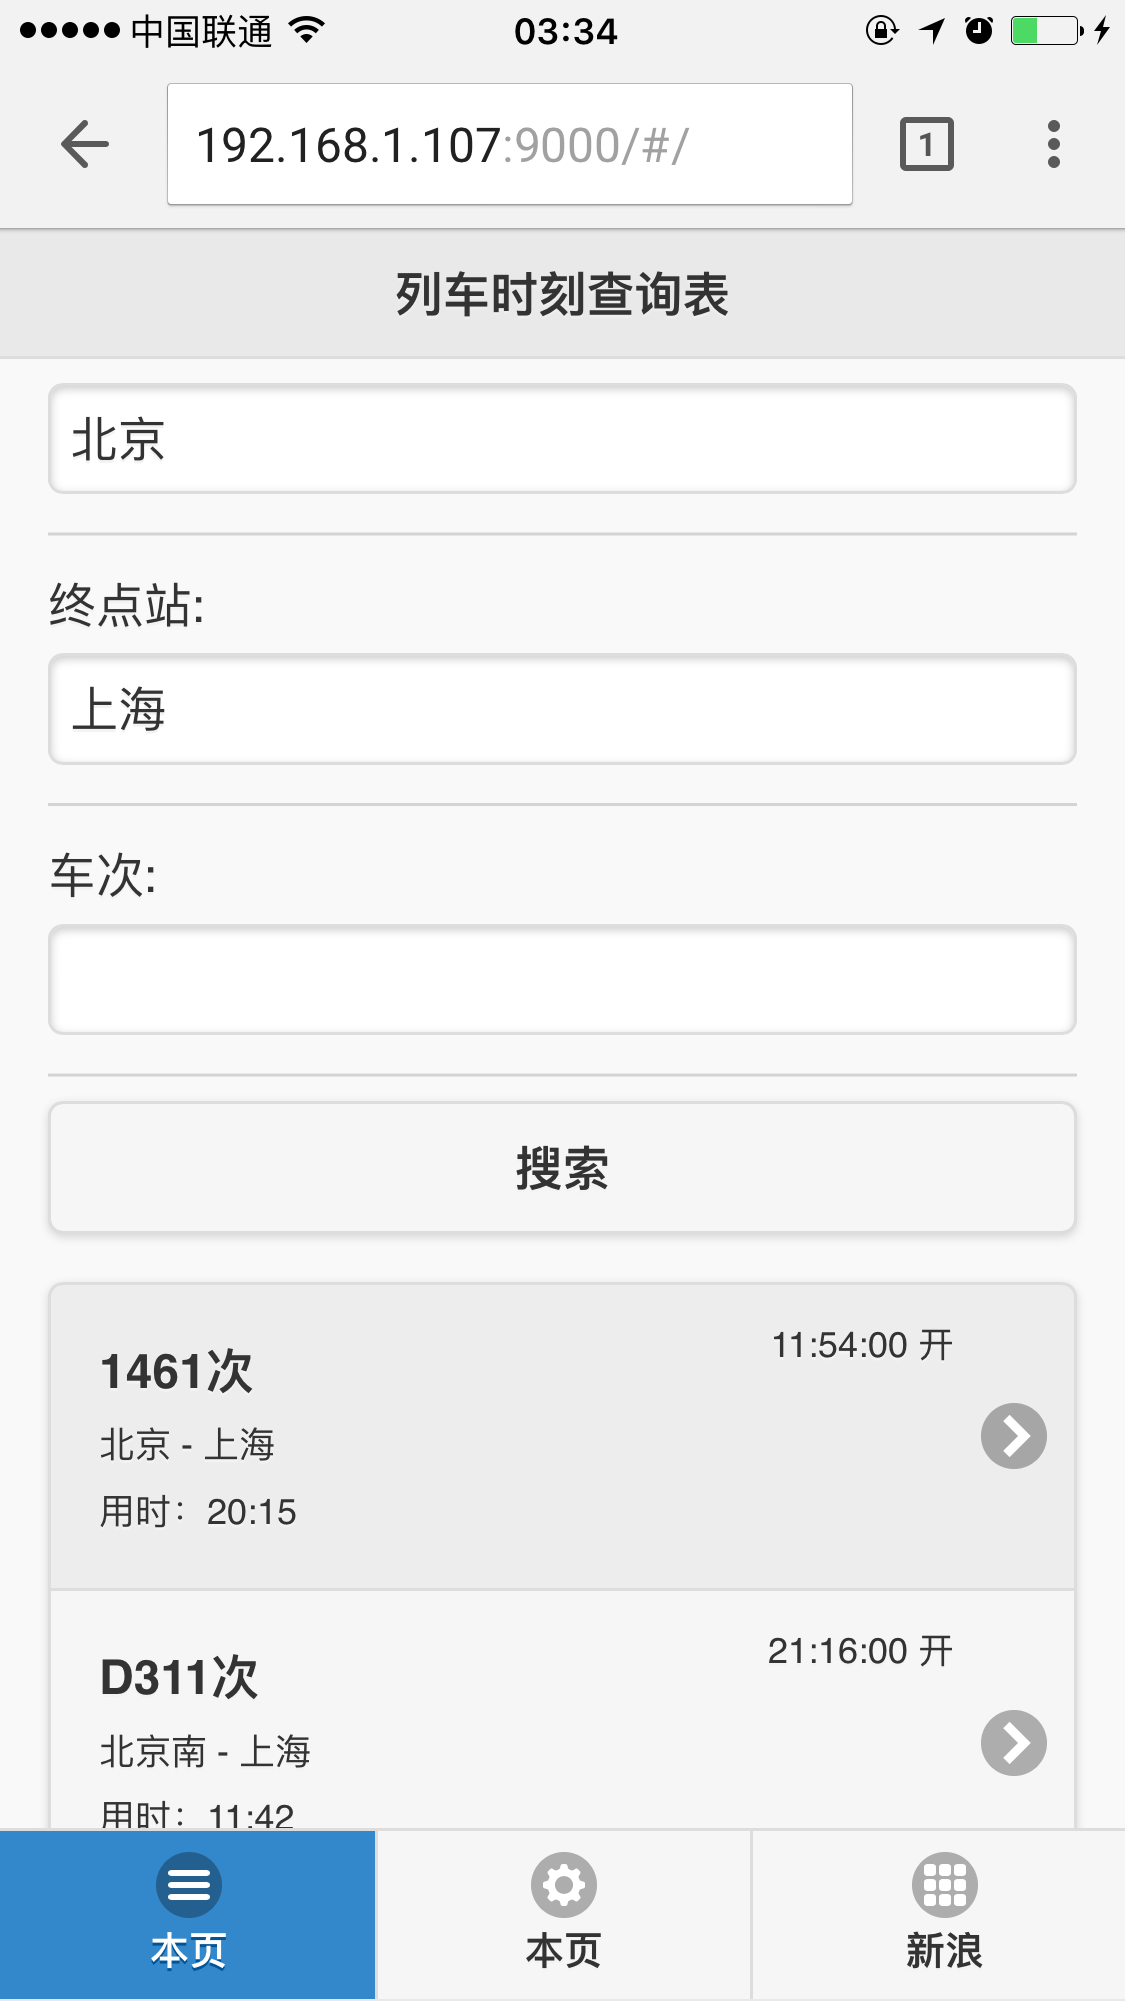 中国联通 03:34
192.168.1.107:9000/#/ 1
列车时刻查询表
北京
终点站:
上海
车次:
搜索
11:54:00 开
1461次
北京 - 上海
用时：20:15
21:16:00 开
D311次
北京南 - 上海
用时：11:42
本页 本页 新浪